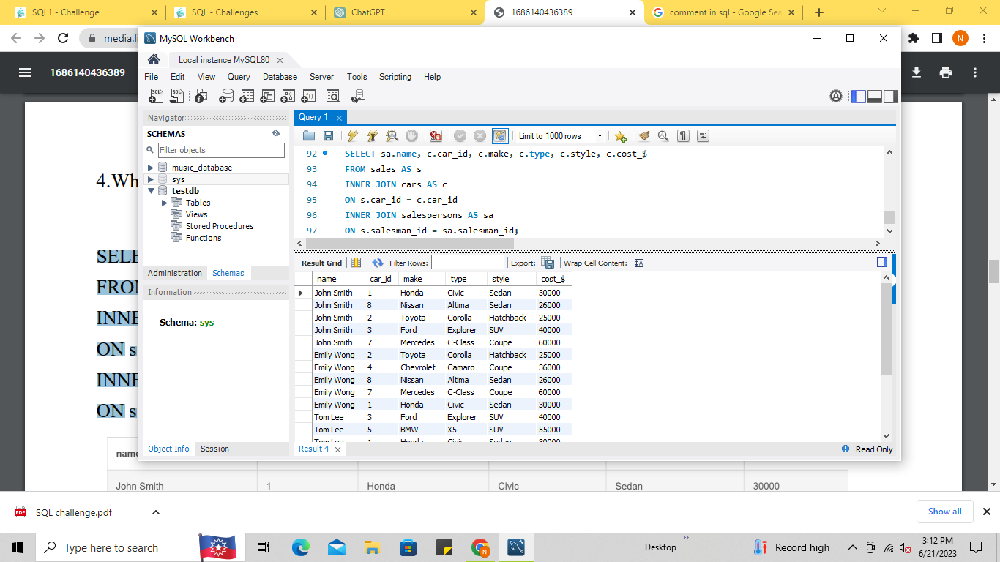 SQL1 - Challenge
SQL - Challenges
ChatGPT
1686140436389
comment in sql - Google Sea
media.l
N
MySQL Workbench
1686140436389
Local instance MySQL80
File Edit View Query Database Server Tools Scripting Help
Navigator
SCHEMAS
Filter objects
music_database
sys
testdb
Tables
Views
Stored Procedures
Functions
Administration Schemas
Information
Schema: sys
Object Info Session
Query 1
Limit to 1000 rows
92 SELECT sa.name, c.car_id, c.make, c.type, c.style, c.cost_$
93 FROM sales AS s
94 INNER JOIN cars AS c
95 ON s.car_id = c.car_id
96 INNER JOIN salespersons AS sa
97 ON s.salesman_id = sa.salesman_id;
Result Grid Filter Rows: Export: Wrap Cell Content:
name car_id make type style cost_$
John Smith 1 Honda Civic Sedan 30000
John Smith 8 Nissan Altima Sedan 26000
John Smith 2 Toyota Corolla Hatchback 25000
John Smith 3 Ford Explorer SUV 40000
John Smith 7 Mercedes C-Class Coupe 60000
Emily Wong 2 Toyota Corolla Hatchback 25000
Emily Wong 4 Chevrolet Camaro Coupe 36000
Emily Wong 8 Nissan Altima Sedan 26000
Emily Wong 7 Mercedes C-Class Coupe 60000
Emily Wong 1 Honda Civic Sedan 30000
Tom Lee 3 Ford Explorer SUV 40000
Tom Lee 5 BMW X5 SUV 55000
Tom Lee 1 Honda Civic Sedan 30000
Result 4
Read Only
4.Wh
SELE
FROM
INNE
ON s
INNE
ON s
name
John Smith 1 Honda Civic Sedan 30000
SQL challenge.pdf
Show all
Type here to search
Desktop
Record high
3:12 PM
6/21/2023